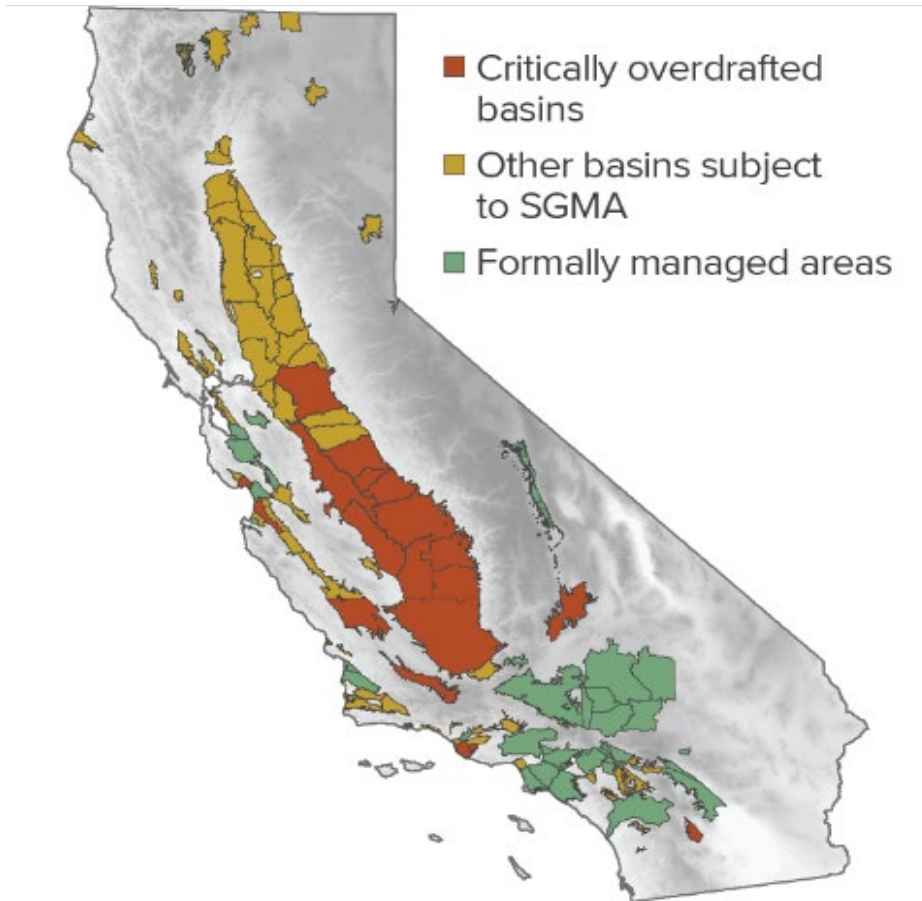 Critically overdrafted
basins
Other basins subject
to SGMA
Formally managed areas